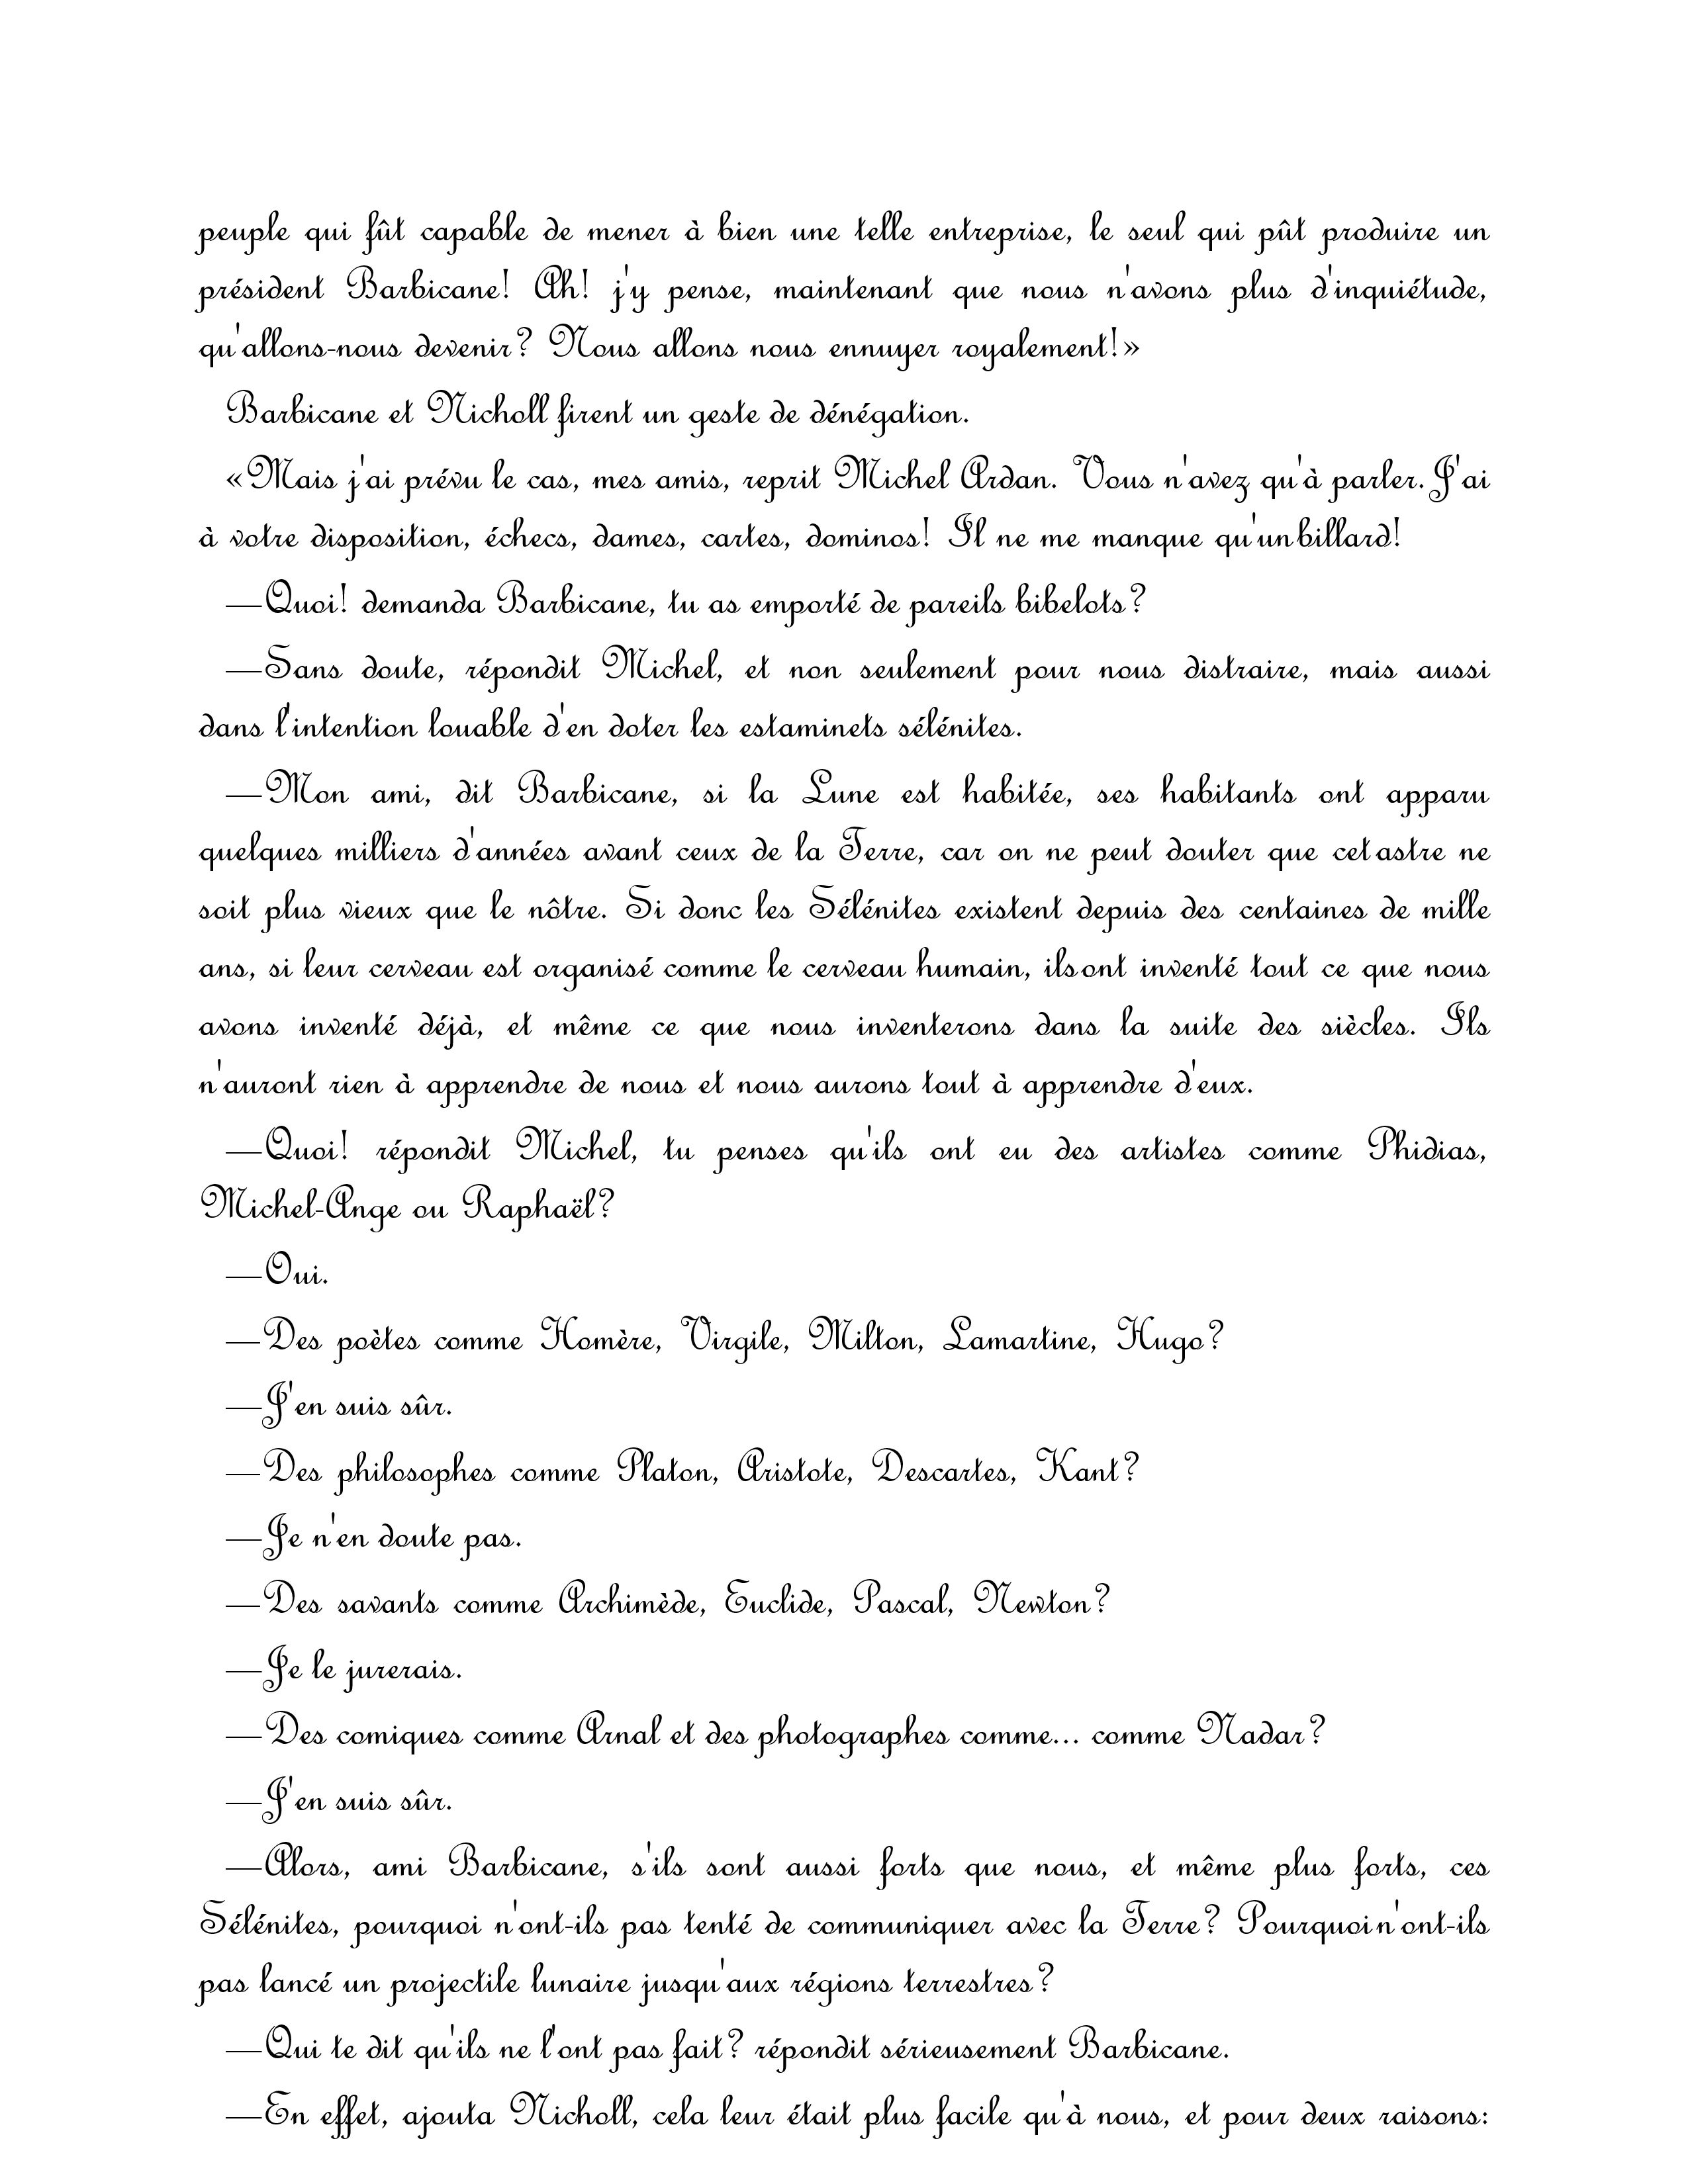 peuple qui fût capable de mener à bien une telle entreprise, le seul qui pût produire un
président Barbicane! Ah! j'y pense, maintenant que nous n'avons plus d'inquiétude,
qu'allons-nous devenir? Nous allons nous ennuyer royalement!»
Barbicane et Nicholl firent un geste de dénégation.
«Mais j'ai prévu le cas, mes amis, reprit Michel Ardan. Vous n'avez qu'à parler. J'ai
à votre disposition, échecs, dames, cartes, dominos! Il ne me manque qu'un billard!
—Quoi! demanda Barbicane, tu as emporté de pareils bibelots?
—Sans doute, répondit Michel, et non seulement pour nous distraire, mais aussi
dans l'intention louable d'en doter les estaminets sélénites.
—Mon ami, dit Barbicane, si la Lune est habitée, ses habitants ont apparu
quelques milliers d'années avant ceux de la Terre, car on ne peut douter que cet astre ne
soit plus vieux que le nôtre. Si donc les Sélénites existent depuis des centaines de mille
ans, si leur cerveau est organisé comme le cerveau humain, ils ont inventé tout ce que nous
avons inventé déjà, et même ce que nous inventerons dans la suite des siècles. Ils
n'auront rien à apprendre de nous et nous aurons tout à apprendre d'eux.
—Quoi! répondit Michel, tu penses qu'ils ont eu des artistes comme Phidias,
Michel-Ange ou Raphaël?
—Oui.
—Des poètes comme Homère, Virgile, Milton, Lamartine, Hugo?
—J'en suis sûr.
—Des philosophes comme Platon, Aristote, Descartes, Kant?
—Je n'en doute pas.
—Des savants comme Archimède, Euclide, Pascal, Newton?
—Je le jurerais.
—Des comiques comme Arnal et des photographes comme... comme Nadar?
—J'en suis sûr.
—Alors, ami Barbicane, s'ils sont aussi forts que nous, et même plus forts, ces
Sélénites, pourquoi n'ont-ils pas tenté de communiquer avec la Terre? Pourquoi n'ont-ils
pas lancé un projectile lunaire jusqu'aux régions terrestres?
—Qui te dit qu'ils ne l'ont pas fait? répondit sérieusement Barbicane.
—En effet, ajouta Nicholl, cela leur était plus facile qu'à nous, et pour deux raisons: